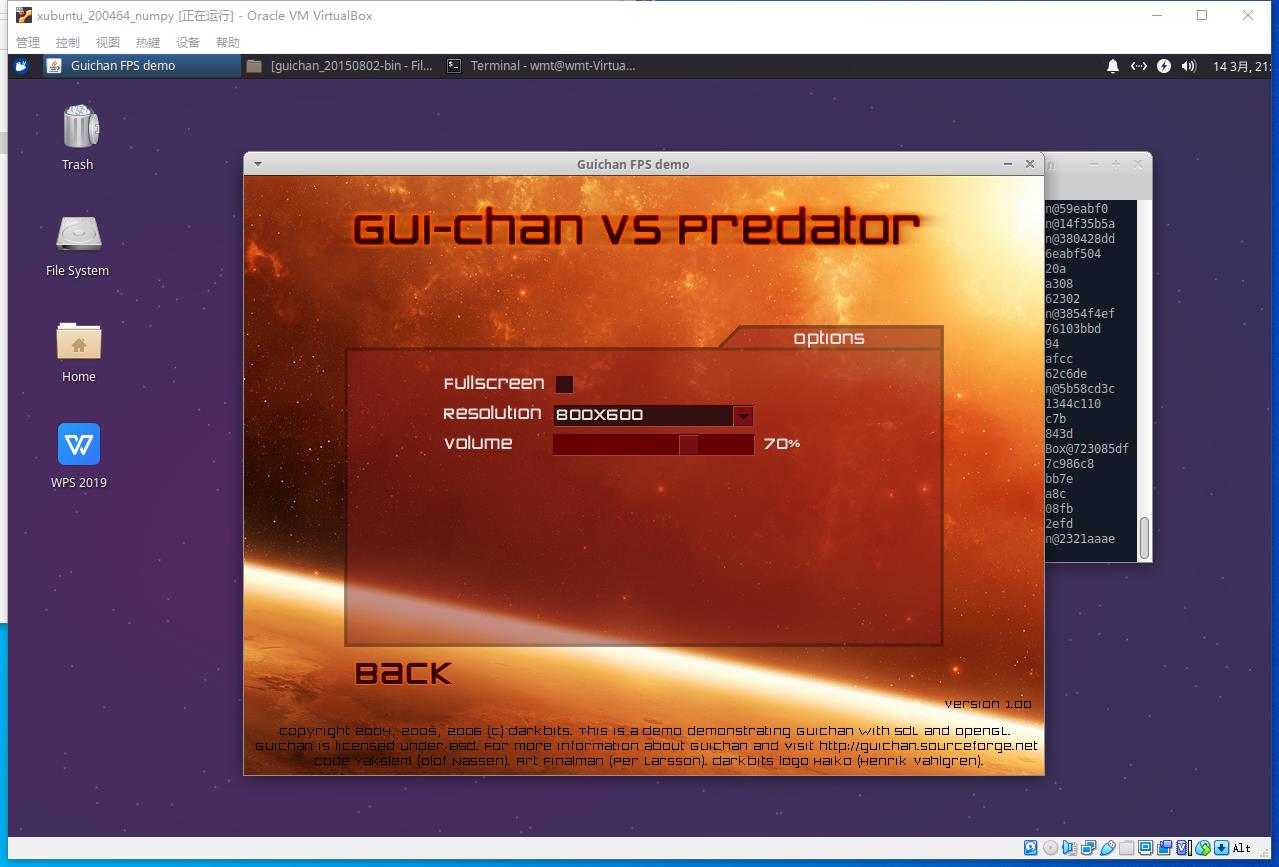 xubuntu_200464_numpy [正在运行] - Oracle VM VirtualBox
管理 控制 视图 热键 设备 帮助
Guichan FPS demo
[guichan_20150802-bin - Fil...
Terminal - wmt@wmt-Virtua...
14 3月, 21:
Trash
File System
Home
WPS 2019
Guichan FPS demo
GUI-chan vs Predator
options
Fullscreen
Resolution 800X600
Volume 70%
BACK
Version 1.00
Copyright 2004, 2005, 2006 (c) Darkbits. This is a demo demonstrating Guichan with SDL and OpenGL.
Guichan is licensed under BSD. For more information about Guichan and visit http://guichan.sourceforge.net
Code Yakslem (Olof Nassen). Art Finalman (Per Larsson). Darkbits logo Haiko (Henrik Vahlgren).
n
n@59eabf0
n@14f35b5a
n@380428dd
6eabf504
20a
a308
62302
n@3854f4ef
76103bbd
94
afcc
62c6de
n@5b58cd3c
1344c110
c7b
843d
Box@723085df
7c986c8
bb7e
a8c
08fb
2efd
n@2321aaae
Alt